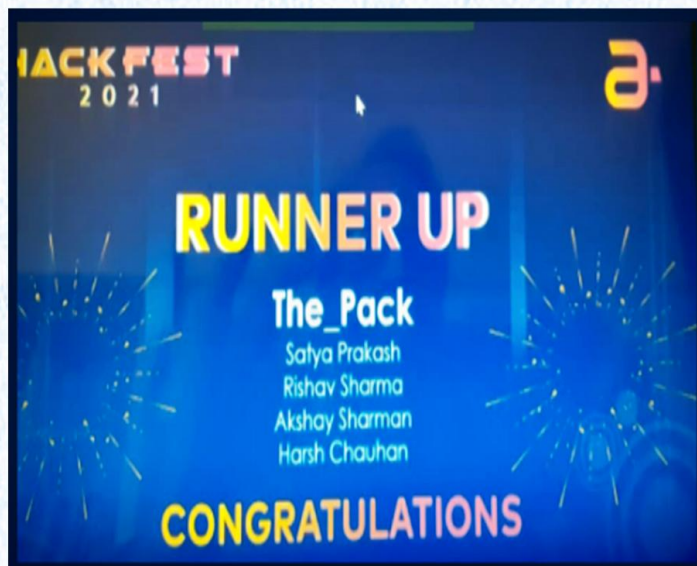 HACKFEST
2021
a.
RUNNER UP
The_Pack
Satya Prakash
Rishav Sharma
Akshay Sharman
Harsh Chauhan
CONGRATULATIONS